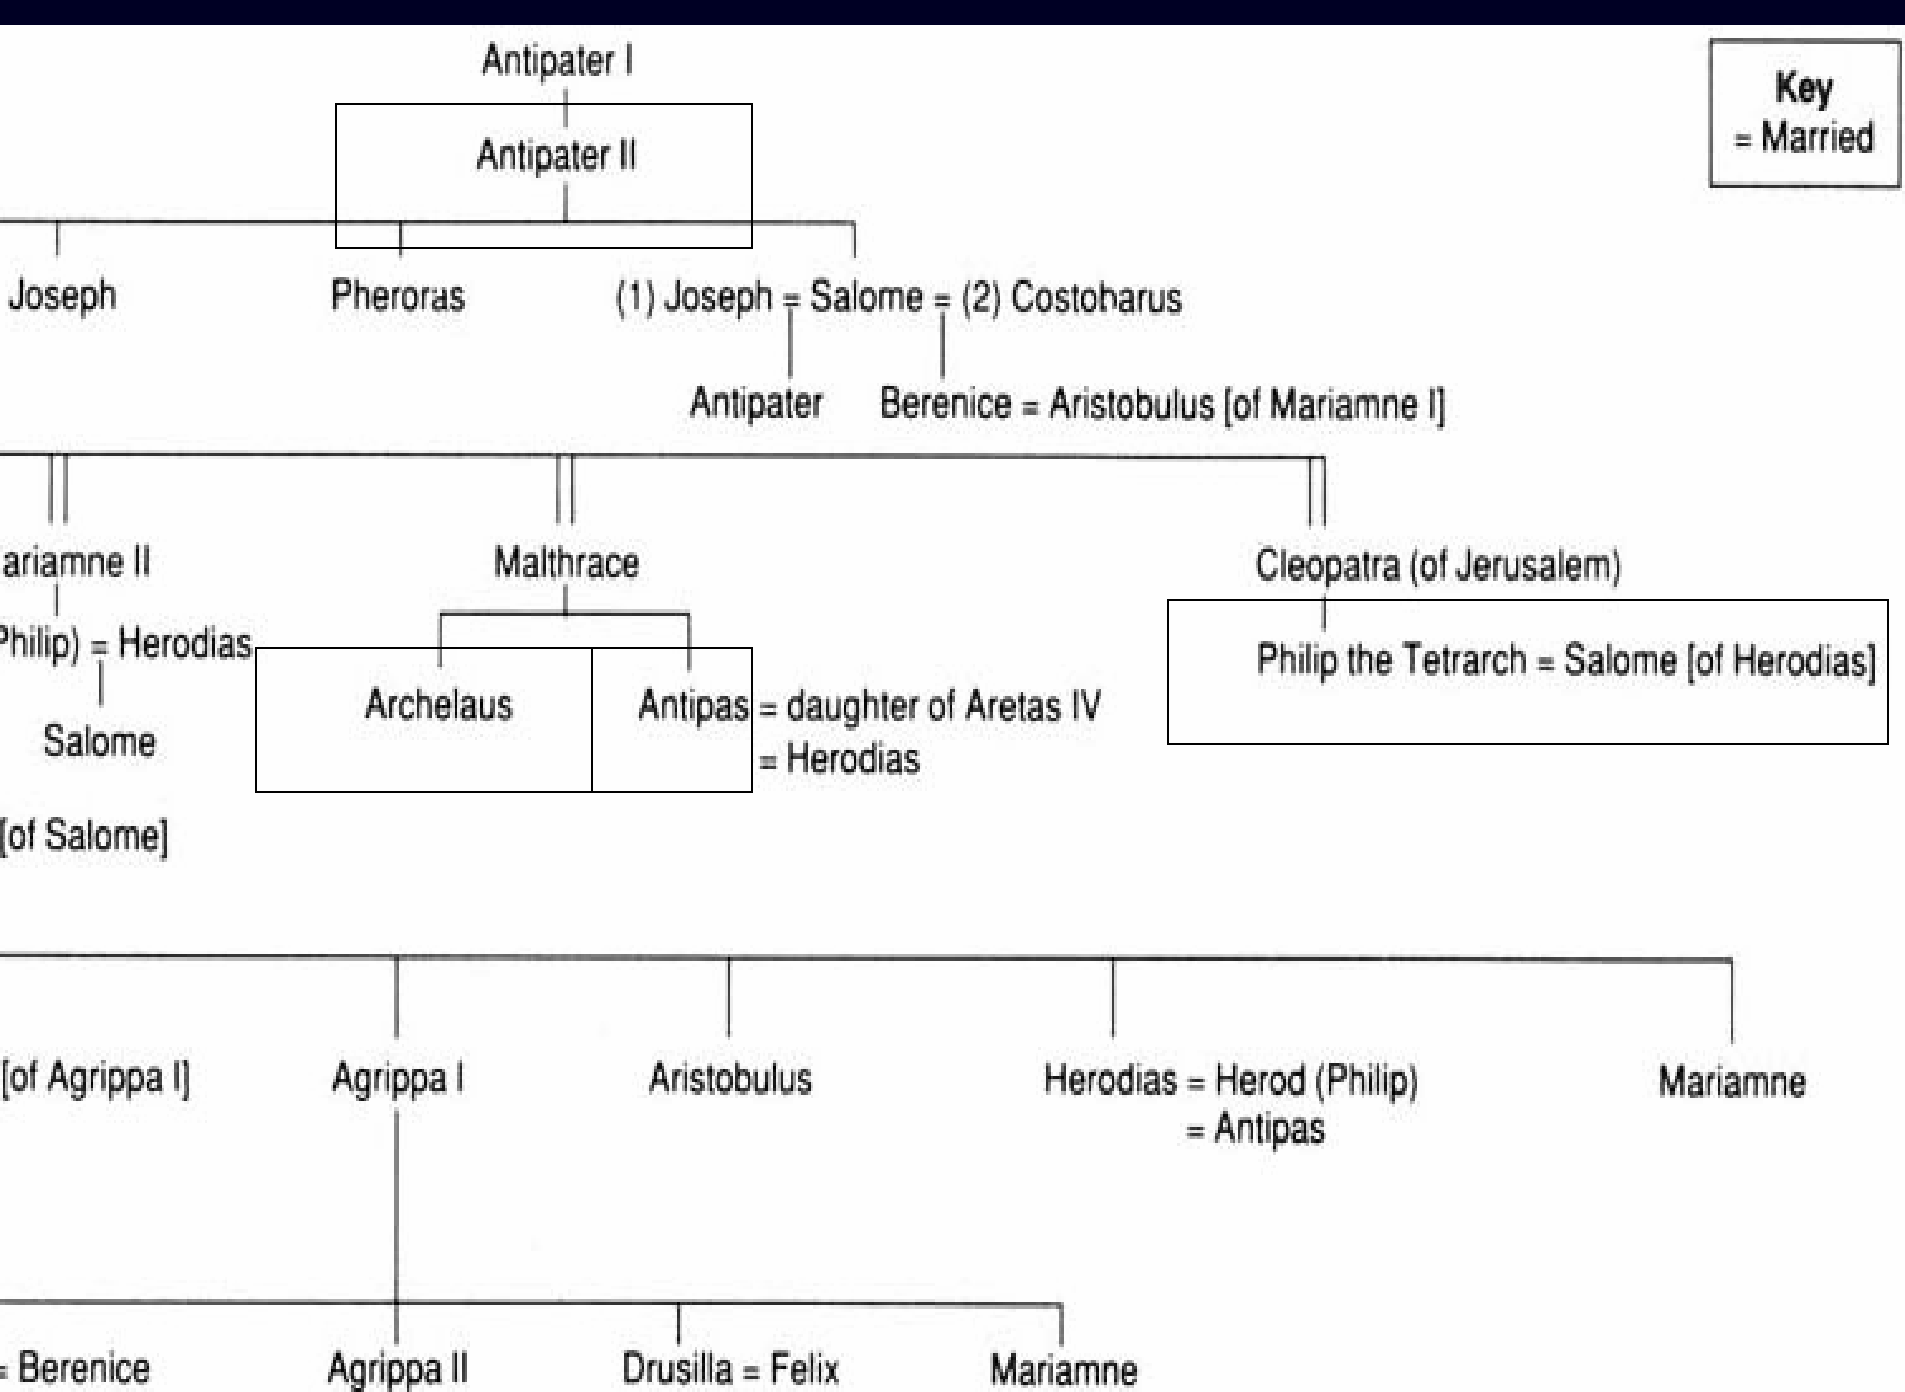 Antipater I
Key
= Married
Antipater II
Joseph Pheroras (1) Joseph = Salome = (2) Costobarus
Antipater Berenice = Aristobulus [of Mariamne I]
ariamne II Malthrace Cleopatra (of Jerusalem)
Philip) = Herodias Philip the Tetrarch = Salome [of Herodias]
Archelaus Antipas = daughter of Aretas IV
Salome = Herodias
[of Salome]
[of Agrippa I] Agrippa I Aristobulus Herodias = Herod (Philip) Mariamne
= Antipas
= Berenice Agrippa II Drusilla = Felix Mariamne